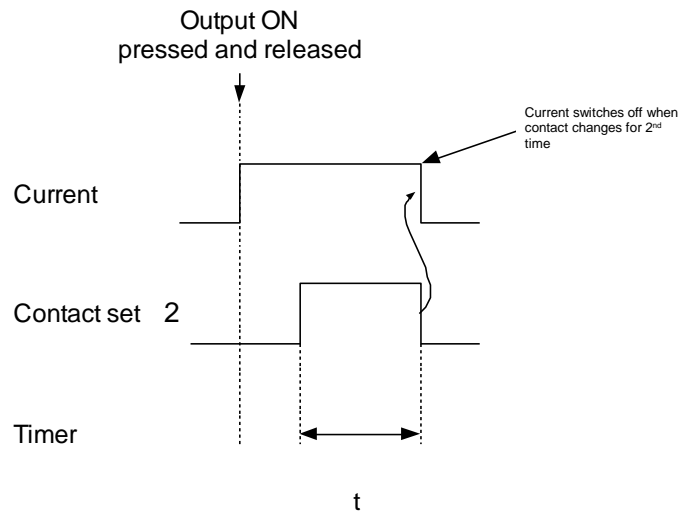 Output ON
pressed and released
Current switches off when
contact changes for 2nd
time
Current
Contact set 2
Timer
t